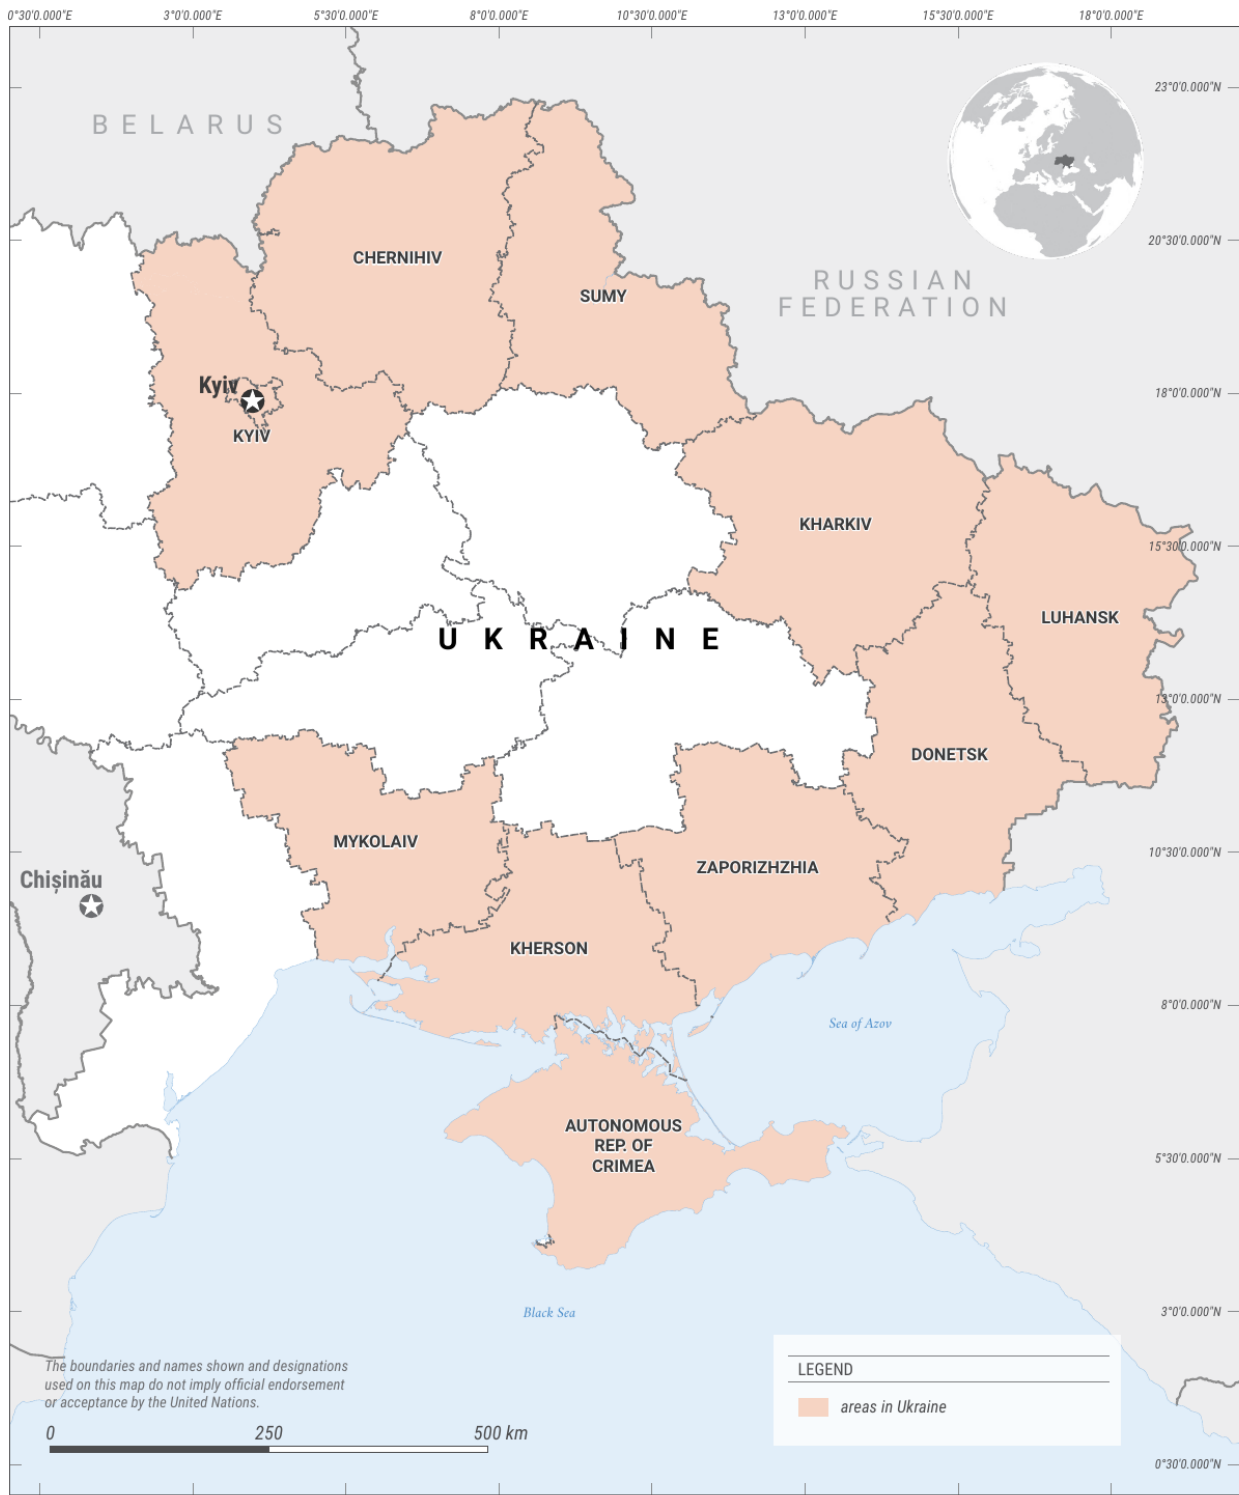 0°30'0.000"E
3°0'0.000"E
5°30'0.000"E
8°0'0.000"E
10°30'0.000"E
13°0'0.000"E
15°30'0.000"E
18°0'0.000"E
23°0'0.000"N
BELARUS
20°30'0.000"N
CHERNIHIV
RUSSIAN
FEDERATION
SUMY
Kyiv
18°0'0.000"N
KYIV
KHARKIV
15°30'0.000"N
LUHANSK
UKRAINE
13°0'0.000"N
DONETSK
MYKOLAIV
10°30'0.000"N
ZAPORIZHZHIA
Chișinău
KHERSON
8°0'0.000"N
Sea of Azov
AUTONOMOUS
REP. OF
CRIMEA
5°30'0.000"N
Black Sea
3°0'0.000"N
The boundaries and names shown and designations
used on this map do not imply official endorsement
or acceptance by the United Nations.
LEGEND
areas in Ukraine
0 250 500 km
0°30'0.000"N